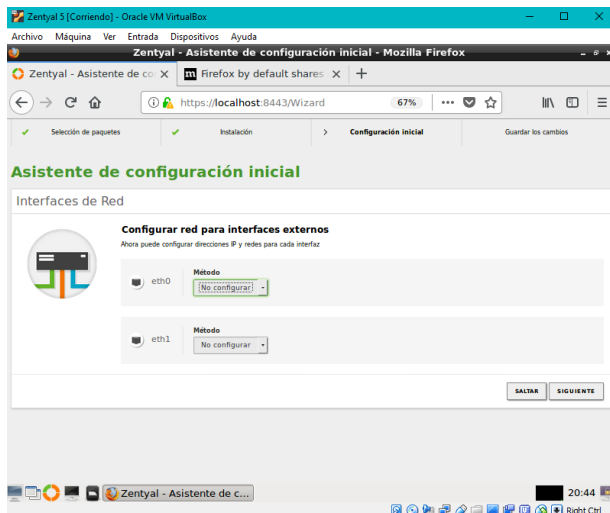 Zentyal 5 [Corriendo] - Oracle VM VirtualBox
Archivo Máquina Ver Entrada Dispositivos Ayuda
Zentyal - Asistente de configuración inicial - Mozilla Firefox
Zentyal - Asistente de co
m Firefox by default shares
https://localhost:8443/Wizard
67%
Selección de paquetes
Instalación
Configuración inicial
Guardar los cambios
Asistente de configuración inicial
Interfaces de Red
Configurar red para interfaces externos
Ahora puede configurar direcciones IP y redes para cada interfaz
eth0
Método
No configurar
eth1
Método
No configurar
SALTAR
SIGUIENTE
Zentyal - Asistente de c...
20:44
Right Ctrl